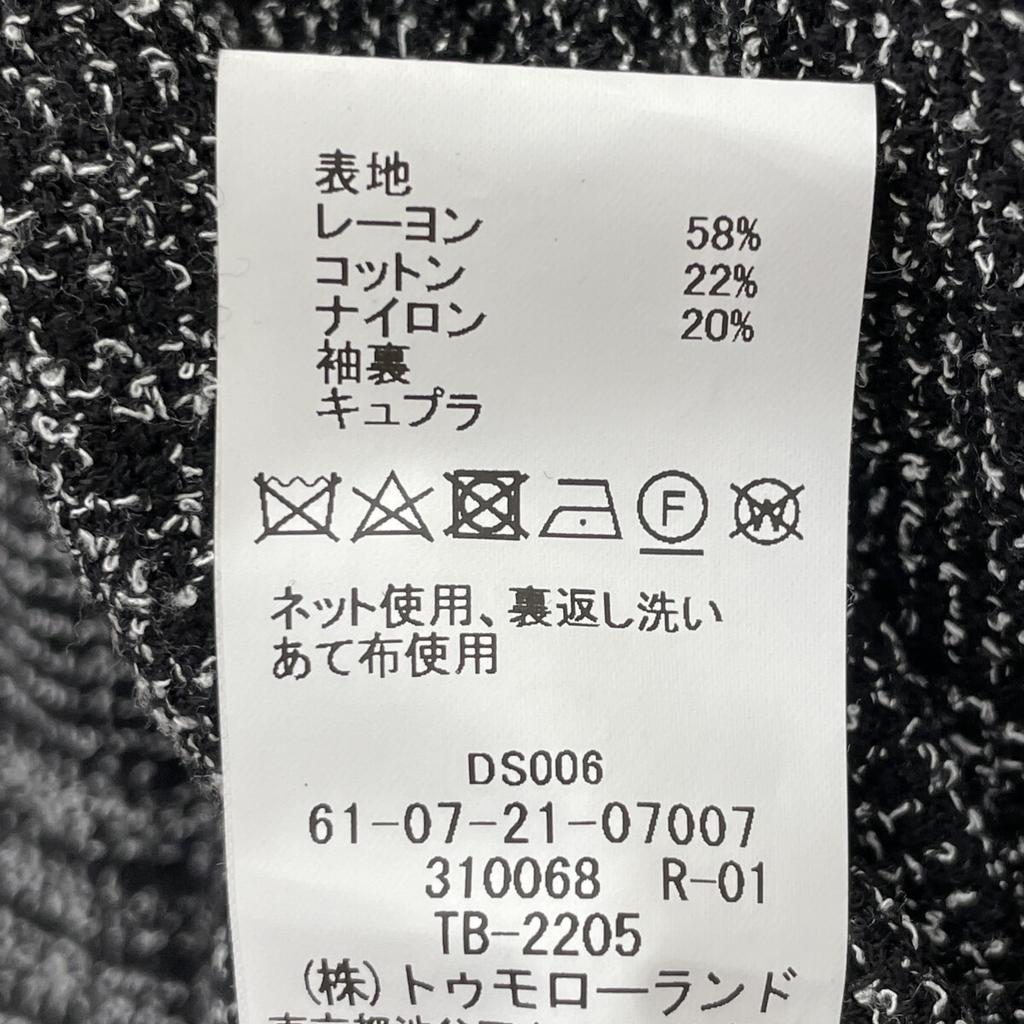 表地
レーヨン 58%
コットン 22%
ナイロン 20%
袖裏
キュプラ
F W
ネット使用、裏返し洗い
あて布使用
DS006
61-07-21-07007
310068 R-01
TB-2205
(株)トゥモローランド